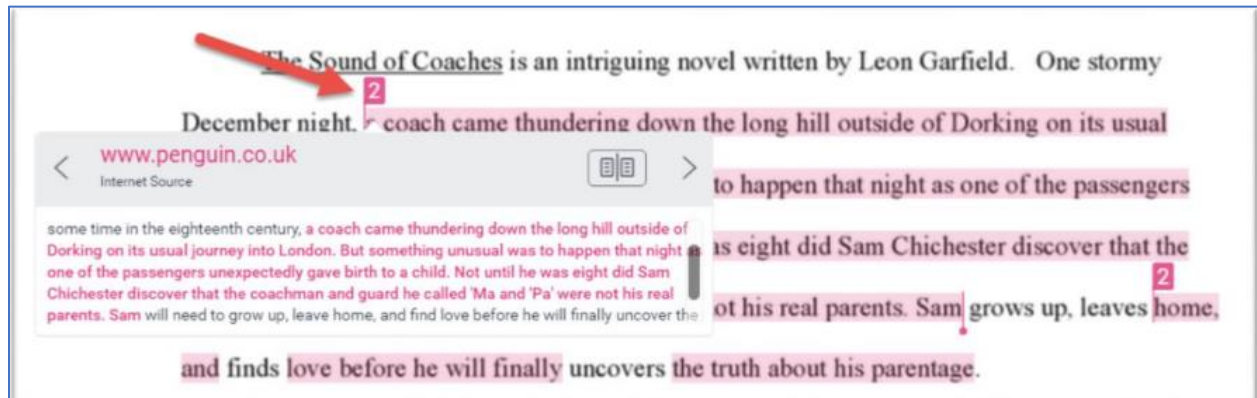 The Sound of Coaches is an intriguing novel written by Leon Garfield. One stormy
2
December night, coach came thundering down the long hill outside of Dorking on its usual
www.penguin.co.uk
Internet Source
some time in the eighteenth century, a coach came thundering down the long hill outside of
Dorking on its usual journey into London. But something unusual was to happen that night as
one of the passengers unexpectedly gave birth to a child. Not until he was eight did Sam
Chichester discover that the coachman and guard he called 'Ma and 'Pa' were not his real
parents. Sam will need to grow up, leave home, and find love before he will finally uncover the
to happen that night as one of the passengers
as eight did Sam Chichester discover that the
2
not his real parents. Sam grows up, leaves home,
and finds love before he will finally uncovers the truth about his parentage.